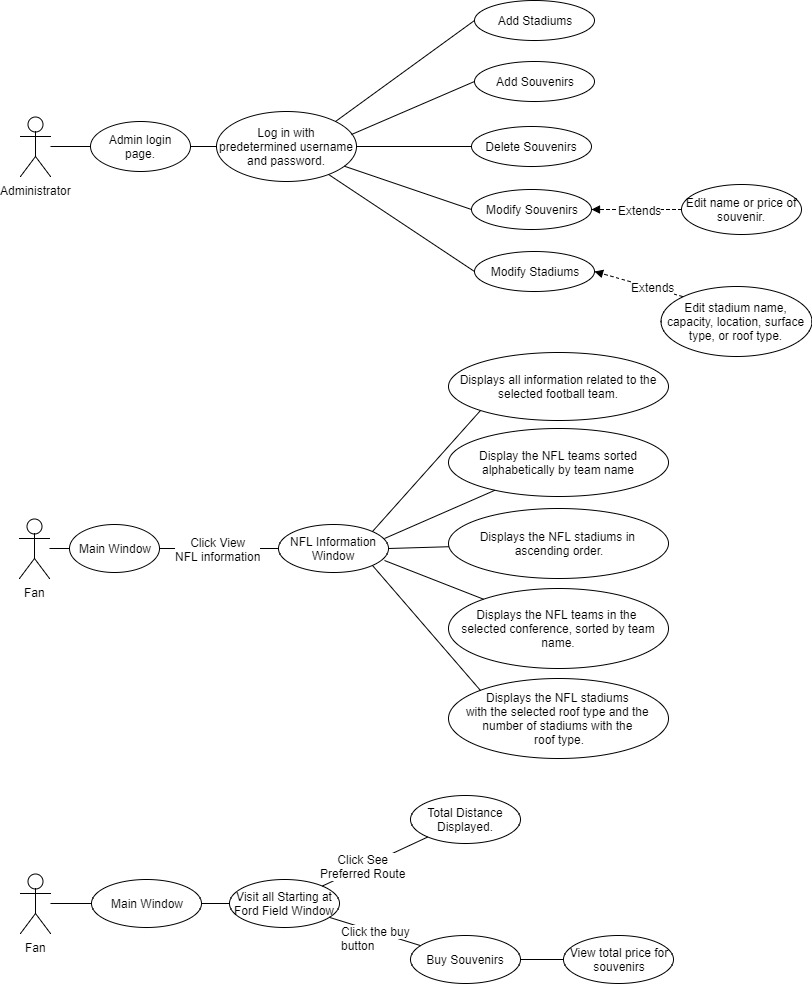 Add Stadiums
Add Souvenirs
Administrator
Admin login
page.
Log in with
predetermined username
and password.
Delete Souvenirs
Modify Souvenirs
Extends
Edit name or price of
souvenir.
Modify Stadiums
Extends
Edit stadium name,
capacity, location, surface
type, or roof type.
Displays all information related to the
selected football team.
Display the NFL teams sorted
alphabetically by team name
Fan
Main Window
Click View
NFL information
NFL Information
Window
Displays the NFL stadiums in
ascending order.
Displays the NFL teams in the
selected conference, sorted by team
name.
Displays the NFL stadiums
with the selected roof type and the
number of stadiums with the
roof type.
Total Distance
Displayed.
Click See
Preferred Route
Fan
Main Window
Visit all Starting at
Ford Field Window
Click the buy
button
Buy Souvenirs
View total price for
souvenirs